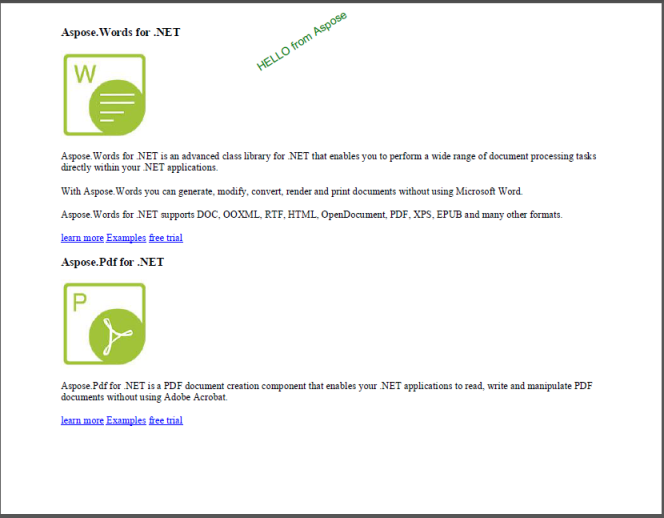 Aspose.Words for .NET
HELLO from Aspose
W
Aspose.Words for .NET is an advanced class library for .NET that enables you to perform a wide range of document processing tasks
directly within your .NET applications.
With Aspose.Words you can generate, modify, convert, render and print documents without using Microsoft Word.
Aspose.Words for .NET supports DOC, OOXML, RTF, HTML, OpenDocument, PDF, XPS, EPUB and many other formats.
learn more Examples free trial
Aspose.Pdf for .NET
P
Aspose.Pdf for .NET is a PDF document creation component that enables your .NET applications to read, write and manipulate PDF
documents without using Adobe Acrobat.
learn more Examples free trial